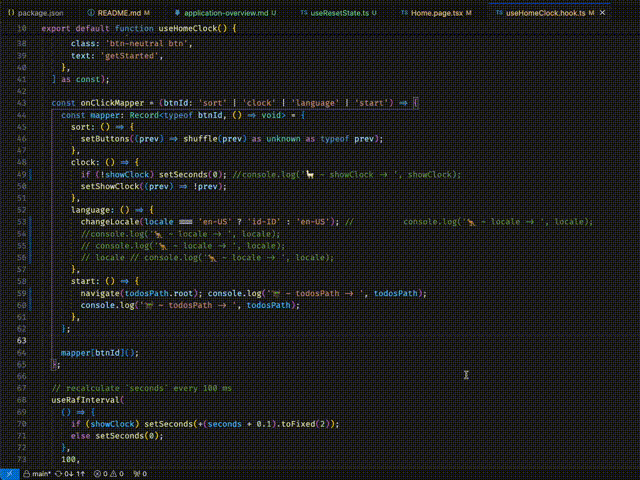 package.json README.md M application-overview.md U useResetState.ts U Home.page.tsx M useHomeClock.hook.ts M ×
10 export default function useHomeClock() {
38 class: 'btn-neutral btn',
39 text: 'getStarted',
40 },
41 ] as const);
42
43 const onClickMapper = (btnId: 'sort' | 'clock' | 'language' | 'start') => {
44 const mapper: Record<typeof btnId, () => void> = {
45 sort: () => {
46 setButtons((prev) => shuffle(prev) as unknown as typeof prev);
47 },
48 clock: () => {
49 if (!showClock) setSeconds(0); //console.log('🐩 ~ showClock → ', showClock);
50 setShowClock((prev) => !prev);
51 },
52 language: () => {
53 changeLocale(locale === 'en-US' ? 'id-ID' : 'en-US'); // console.log('🐆 ~ locale → ', locale);
54 //console.log('🐆 ~ locale → ', locale);
55 // console.log('🐆 ~ locale → ', locale);
56 // locale // console.log('🐆 ~ locale → ', locale);
57 },
58 start: () => {
59 navigate(todosPath.root); console.log(' ~ todosPath → ', todosPath);
60 console.log(' ~ todosPath → ', todosPath);
61 },
62 };
63
64 mapper[btnId]();
65 };
66
67 // recalculate `seconds` every 100 ms
68 useRafInterval(
69 () => {
70 if (showClock) setSeconds(+(seconds + 0.1).toFixed(2));
71 else setSeconds(0);
72 },
73 100,
main* 0↓ 1↑ 0 0 0